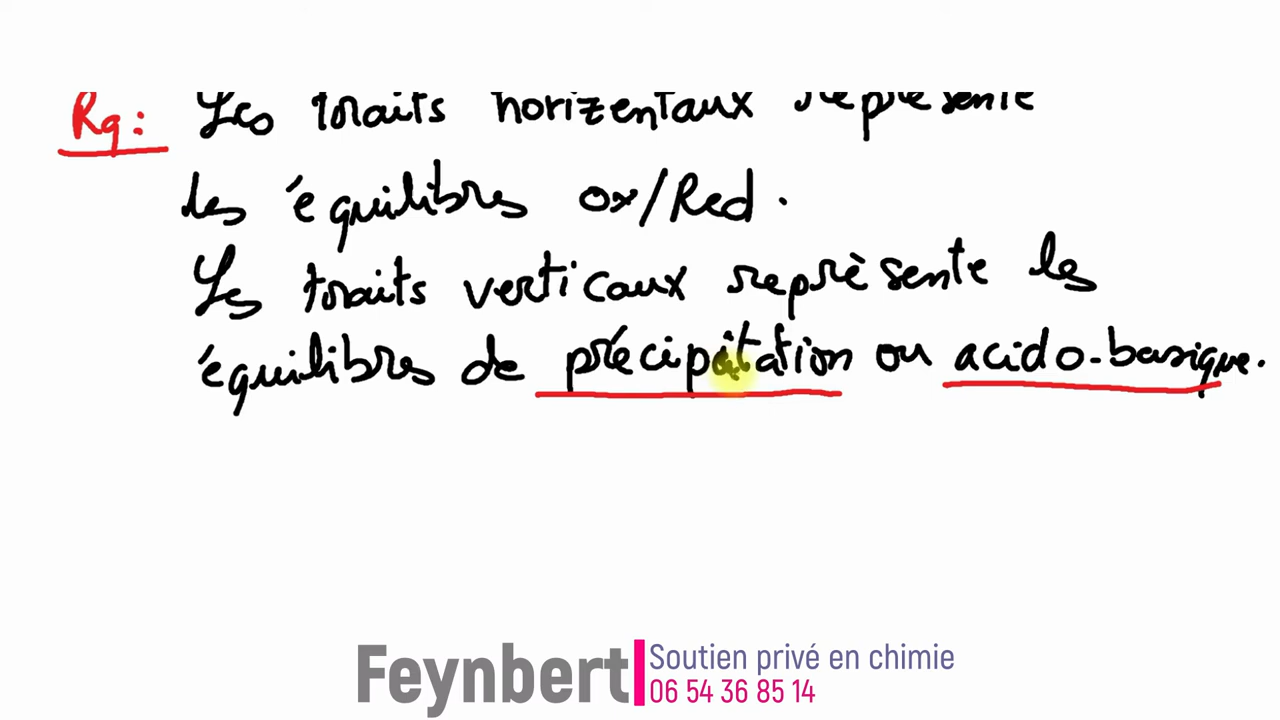 Rq: Les traits horizentaux représente
les équilibres ox/Red.
Les traits verticaux représente les
équilibres de précipitation ou acido-basique.
Feynbert
Soutien privé en chimie
06 54 36 85 14